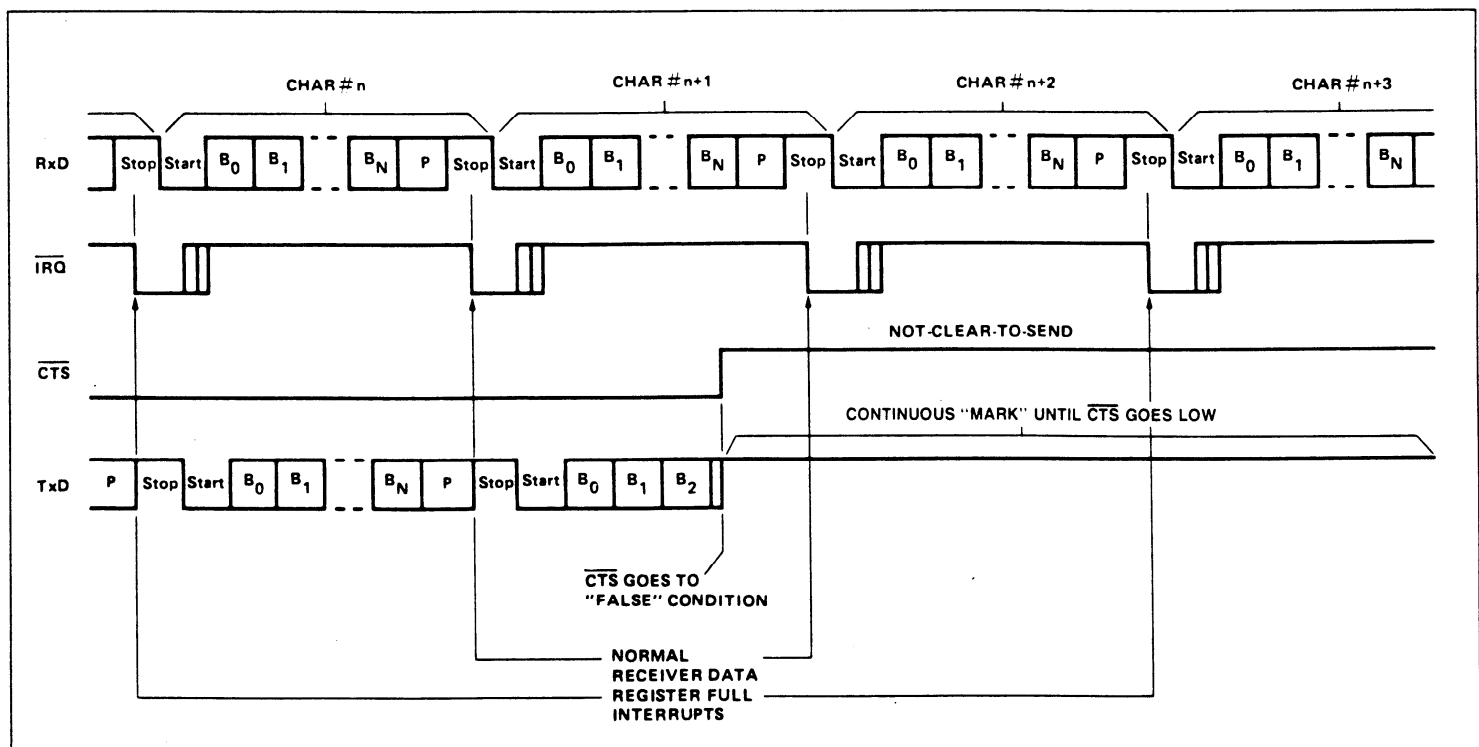 CHAR #n CHAR #n+1 CHAR #n+2 CHAR #n+3
RxD Stop Start B0 B1 BN P Stop Start B0 B1 BN P Stop Start B0 B1 BN P Stop Start B0 B1 BN
IRQ
NOT-CLEAR-TO-SEND
CTS
CONTINUOUS "MARK" UNTIL CTS GOES LOW
TxD P Stop Start B0 B1 BN P Stop Start B0 B1 B2
CTS GOES TO
"FALSE" CONDITION
NORMAL
RECEIVER DATA
REGISTER FULL
INTERRUPTS